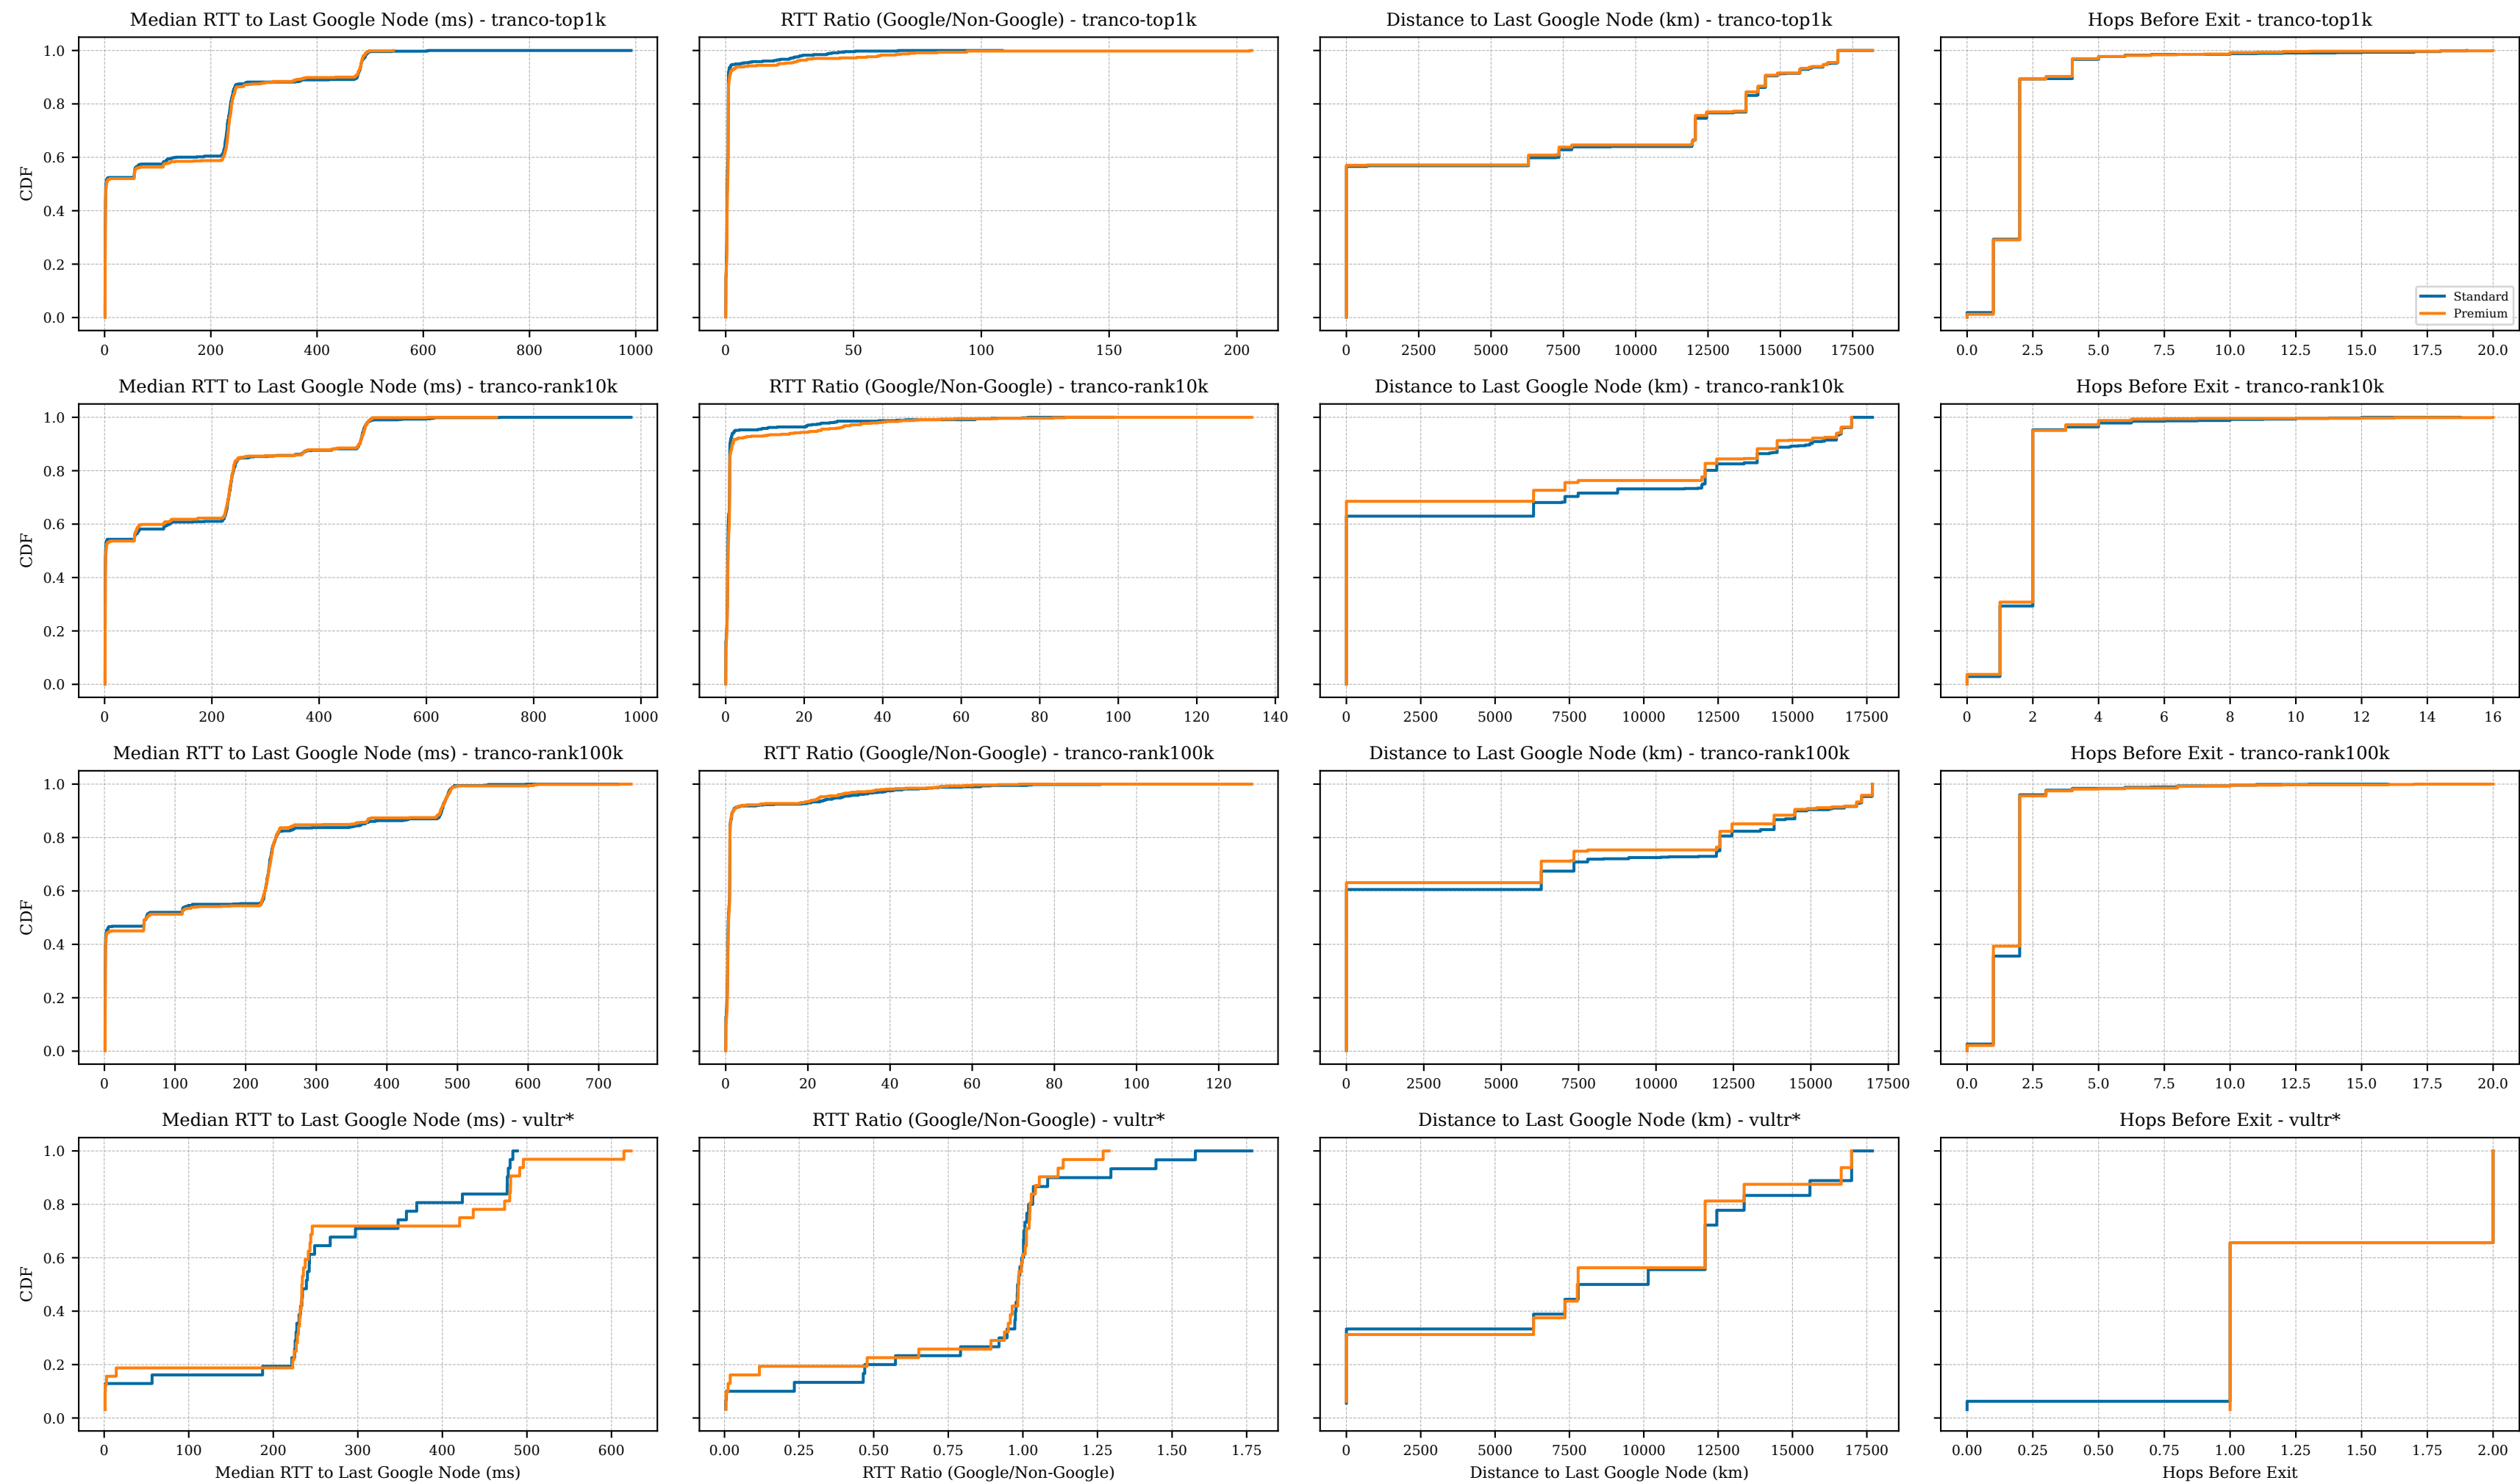 Median RTT to Last Google Node (ms) - tranco-top1k
RTT Ratio (Google/Non-Google) - tranco-top1k
Distance to Last Google Node (km) - tranco-top1k
Hops Before Exit - tranco-top1k
CDF
1.0
0.8
0.6
0.4
0.2
0.0
Standard
Premium
0 200 400 600 800 1000
0 50 100 150 200
0 2500 5000 7500 10000 12500 15000 17500
0.0 2.5 5.0 7.5 10.0 12.5 15.0 17.5 20.0
Median RTT to Last Google Node (ms) - tranco-rank10k
RTT Ratio (Google/Non-Google) - tranco-rank10k
Distance to Last Google Node (km) - tranco-rank10k
Hops Before Exit - tranco-rank10k
CDF
1.0
0.8
0.6
0.4
0.2
0.0
0 200 400 600 800 1000
0 20 40 60 80 100 120 140
0 2500 5000 7500 10000 12500 15000 17500
0 2 4 6 8 10 12 14 16
Median RTT to Last Google Node (ms) - tranco-rank100k
RTT Ratio (Google/Non-Google) - tranco-rank100k
Distance to Last Google Node (km) - tranco-rank100k
Hops Before Exit - tranco-rank100k
CDF
1.0
0.8
0.6
0.4
0.2
0.0
0 100 200 300 400 500 600 700
0 20 40 60 80 100 120
0 2500 5000 7500 10000 12500 15000 17500
0.0 2.5 5.0 7.5 10.0 12.5 15.0 17.5 20.0
Median RTT to Last Google Node (ms) - vultr*
RTT Ratio (Google/Non-Google) - vultr*
Distance to Last Google Node (km) - vultr*
Hops Before Exit - vultr*
CDF
1.0
0.8
0.6
0.4
0.2
0.0
0 100 200 300 400 500 600
0.00 0.25 0.50 0.75 1.00 1.25 1.50 1.75
0 2500 5000 7500 10000 12500 15000 17500
0.00 0.25 0.50 0.75 1.00 1.25 1.50 1.75 2.00
Median RTT to Last Google Node (ms)
RTT Ratio (Google/Non-Google)
Distance to Last Google Node (km)
Hops Before Exit